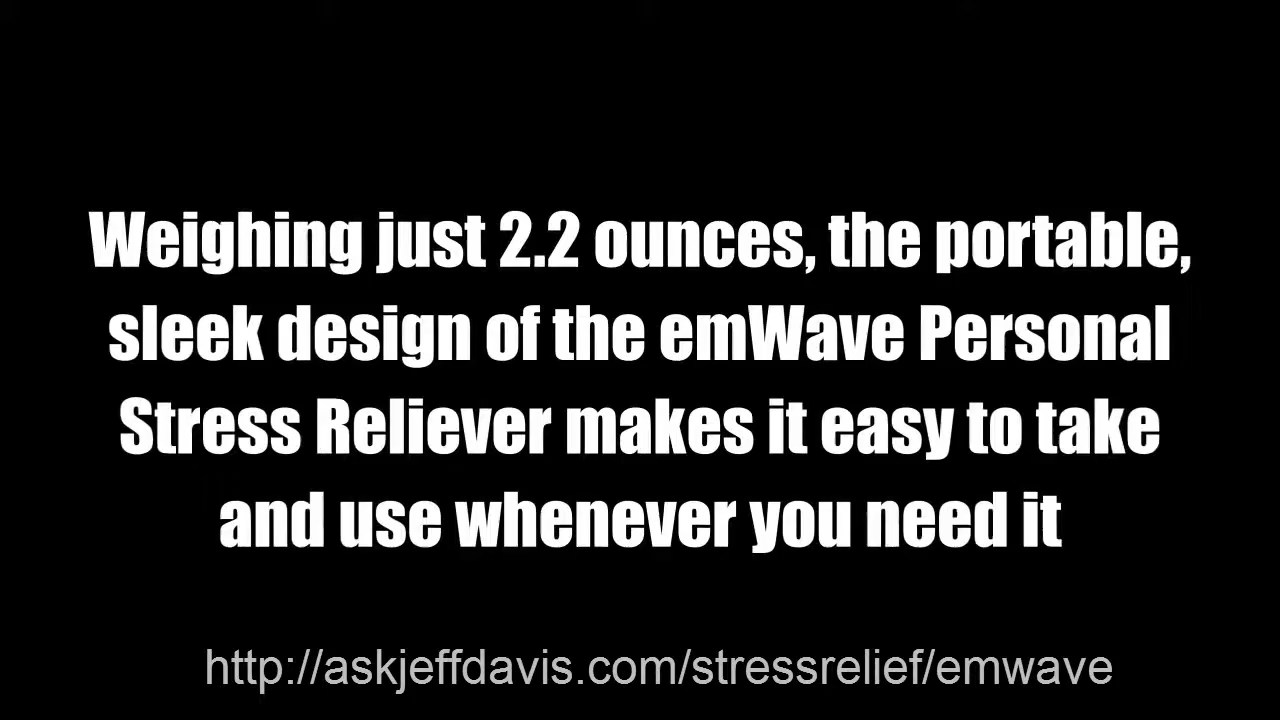 Weighing just 2.2 ounces, the portable,
sleek design of the emWave Personal
Stress Reliever makes it easy to take
and use whenever you need it
http://askjeffdavis.com/stressrelief/emwave